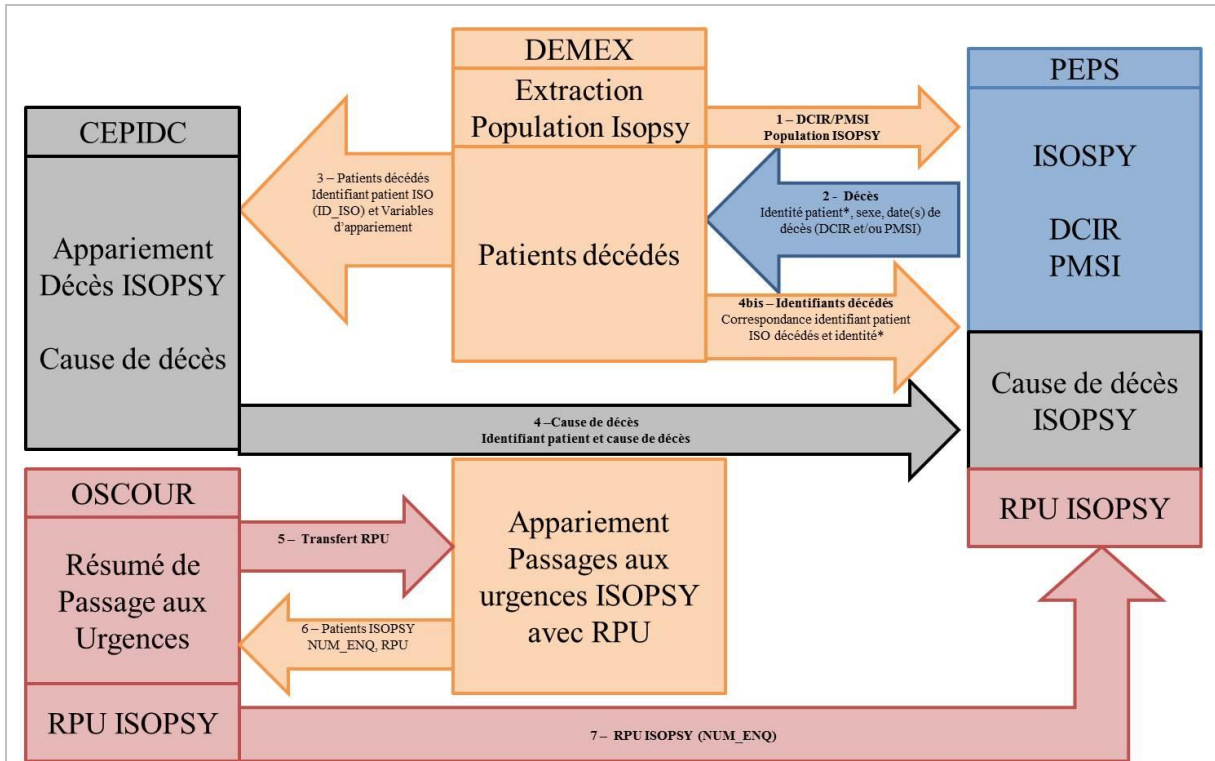 DEMEX
Extraction
Population Isopsy
Patients décédés
PEPS
ISOSPY
DCIR
PMSI
Cause de décès
ISOPSY
RPU ISOPSY
CEPIDC
Appariement
Décès ISOPSY
Cause de décès
1 – DCIR/PMSI
Population ISOPSY
2 - Décès
Identité patient*, sexe, date(s) de
décès (DCIR et/ou PMSI)
3 – Patients décédés
Identifiant patient ISO
(ID_ISO) et Variables
d'appariement
4bis – Identifiants décédés
Correspondance identifiant patient
ISO décédés et identité*
4 –Cause de décès
Identifiant patient et cause de décès
OSCOUR
Résumé de
Passage aux
Urgences
RPU ISOPSY
5 – Transfert RPU
6 – Patients ISOPSY
NUM_ENQ, RPU
Appariement
Passages aux
urgences ISOPSY
avec RPU
7 – RPU ISOPSY (NUM_ENQ)